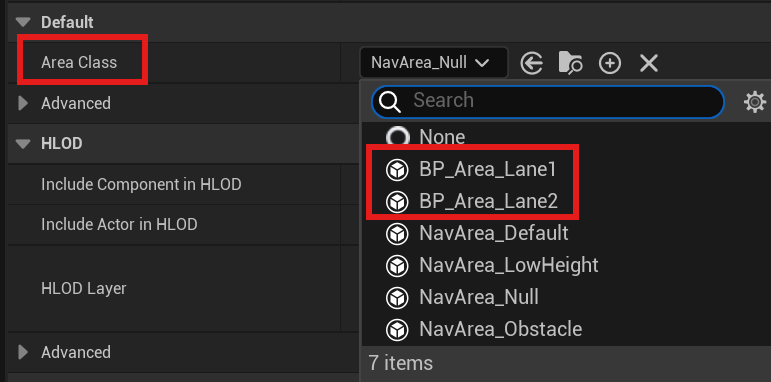 Default
Area Class
NavArea_Null
Advanced
Search
HLOD
None
Include Component in HLOD
BP_Area_Lane1
Include Actor in HLOD
BP_Area_Lane2
NavArea_Default
NavArea_LowHeight
HLOD Layer
NavArea_Null
NavArea_Obstacle
Advanced
7 items